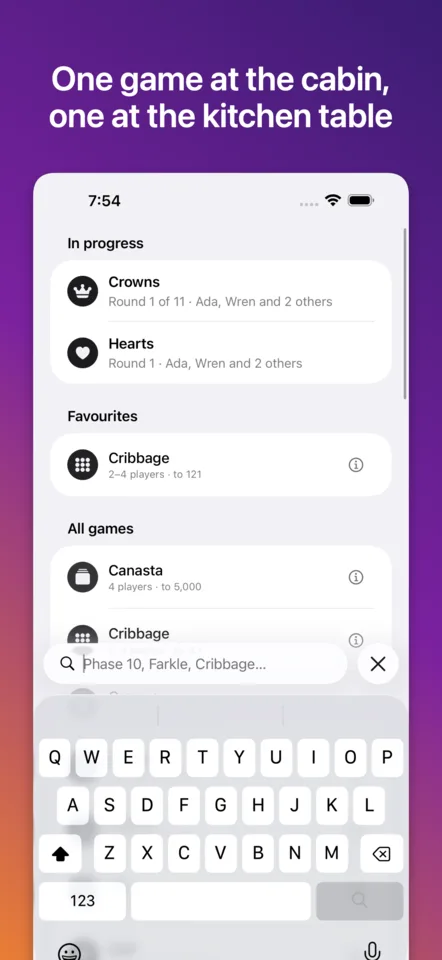 One game at the cabin,
one at the kitchen table
7:54
In progress
Crowns
Round 1 of 11 · Ada, Wren and 2 others
Hearts
Round 1 · Ada, Wren and 2 others
Favourites
Cribbage
2–4 players · to 121
All games
Canasta
4 players · to 5,000
Cribbage
Phase 10, Farkle, Cribbage...
Q W E R T Y U I O P
A S D F G H J K L
Z X C V B N M
123